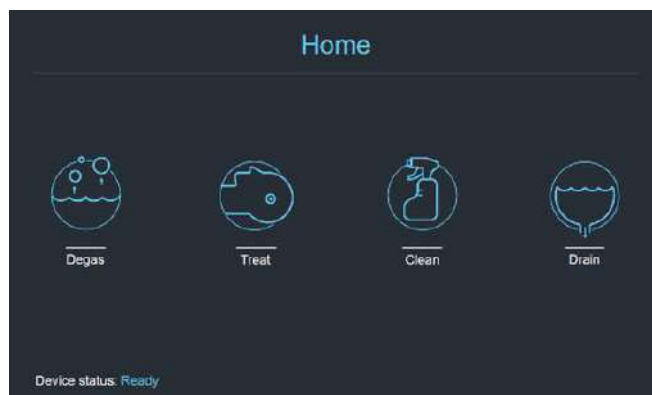 Home
Degas
Treat
Clean
Drain
Device status: Ready